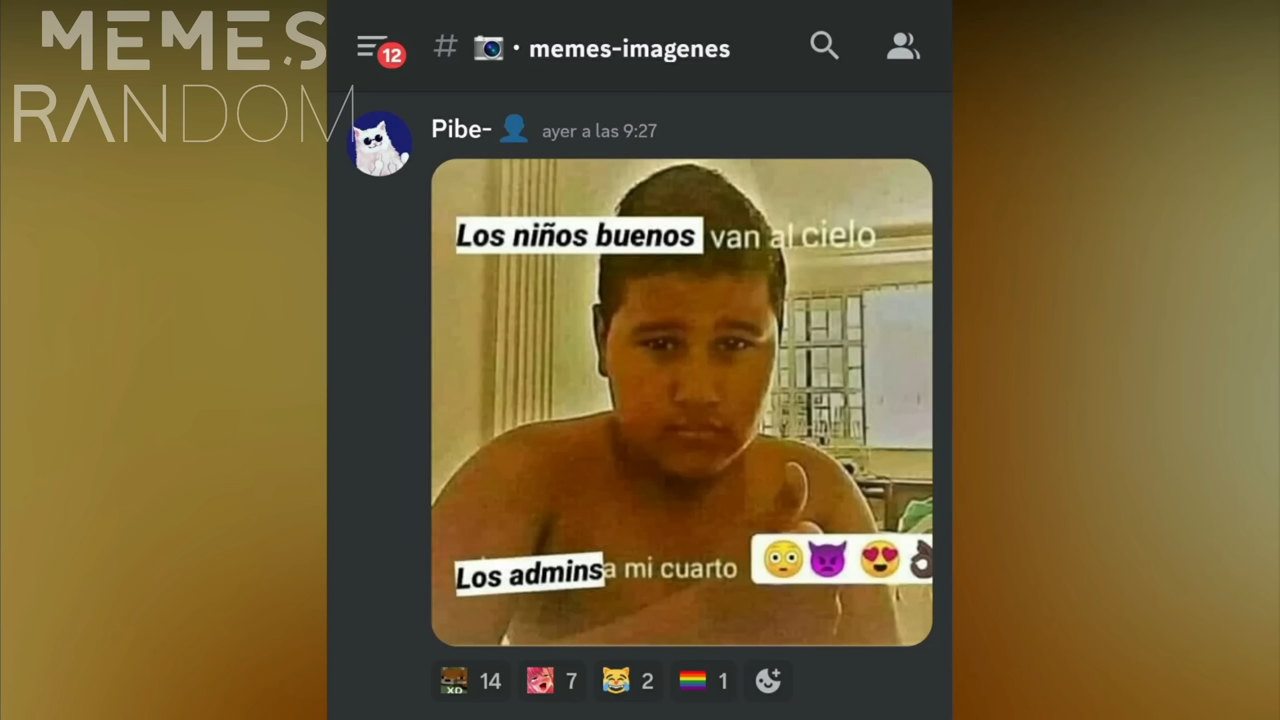 MEMES
RANDOM
12
# • memes-imagenes
Pibe- ayer a las 9:27
Los niños buenos van al cielo
Los admins a mi cuarto
XD 14 7 2 1